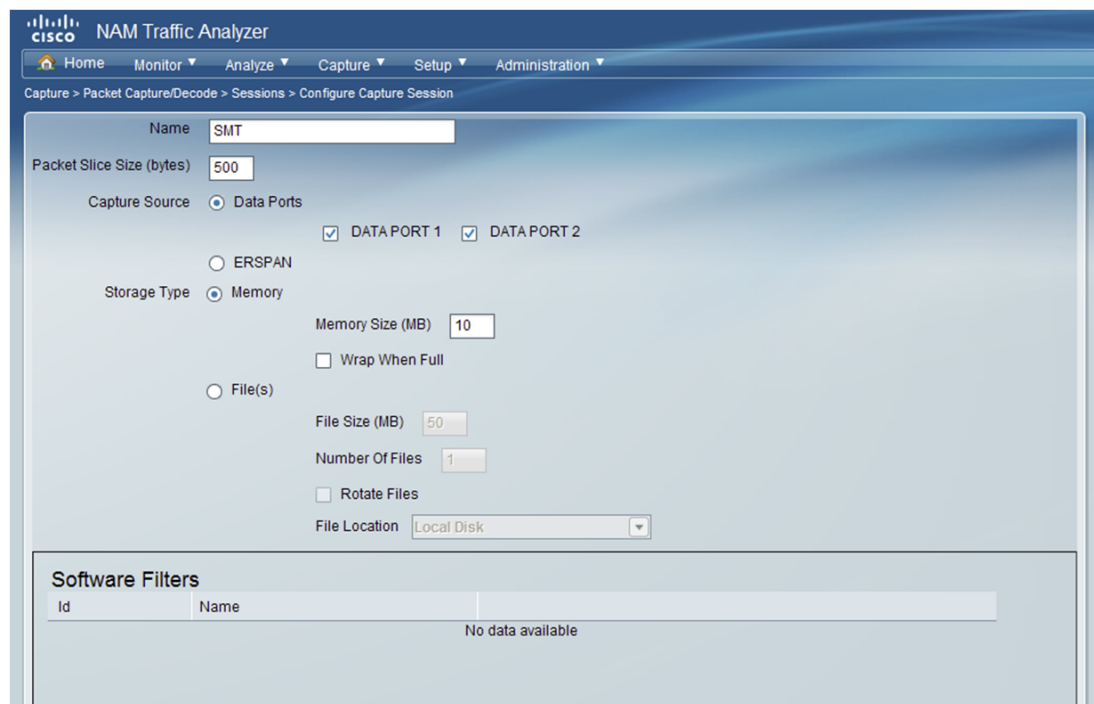 CISCO NAM Traffic Analyzer
Home Monitor Analyze Capture Setup Administration
Capture > Packet Capture/Decode > Sessions > Configure Capture Session
Name SMT
Packet Slice Size (bytes) 500
Capture Source Data Ports
DATA PORT 1 DATA PORT 2
ERSPAN
Storage Type Memory
Memory Size (MB) 10
Wrap When Full
File(s)
File Size (MB) 50
Number Of Files 1
Rotate Files
File Location Local Disk
Software Filters
Id Name
No data available